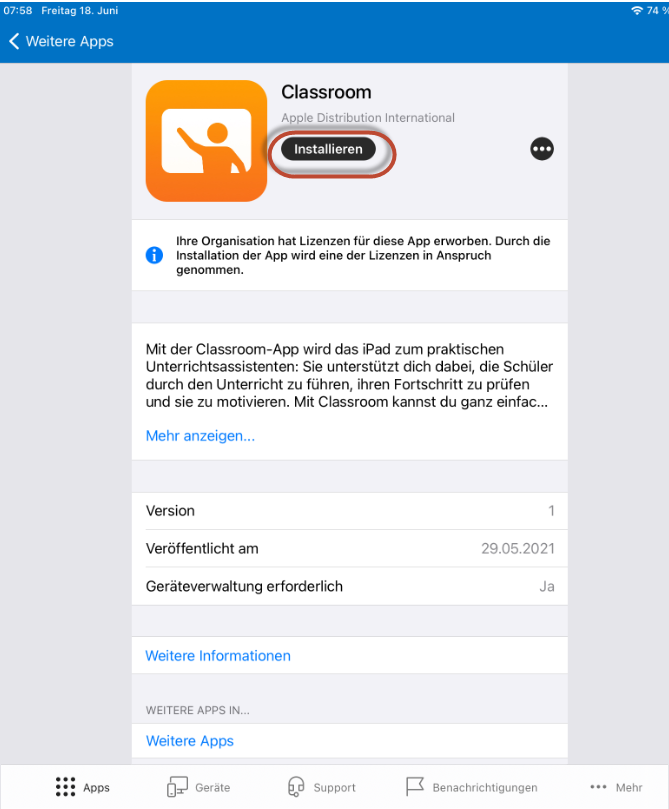 07:58 Freitag 18. Juni
74 %
Weitere Apps
Classroom
Apple Distribution International
Installieren
Ihre Organisation hat Lizenzen für diese App erworben. Durch die
Installation der App wird eine der Lizenzen in Anspruch
genommen.
Mit der Classroom-App wird das iPad zum praktischen
Unterrichtsassistenten: Sie unterstützt dich dabei, die Schüler
durch den Unterricht zu führen, ihren Fortschritt zu prüfen
und sie zu motivieren. Mit Classroom kannst du ganz einfac...
Mehr anzeigen...
Version 1
Veröffentlicht am 29.05.2021
Geräteverwaltung erforderlich Ja
Weitere Informationen
WEITERE APPS IN...
Weitere Apps
Apps Geräte Support Benachrichtigungen Mehr